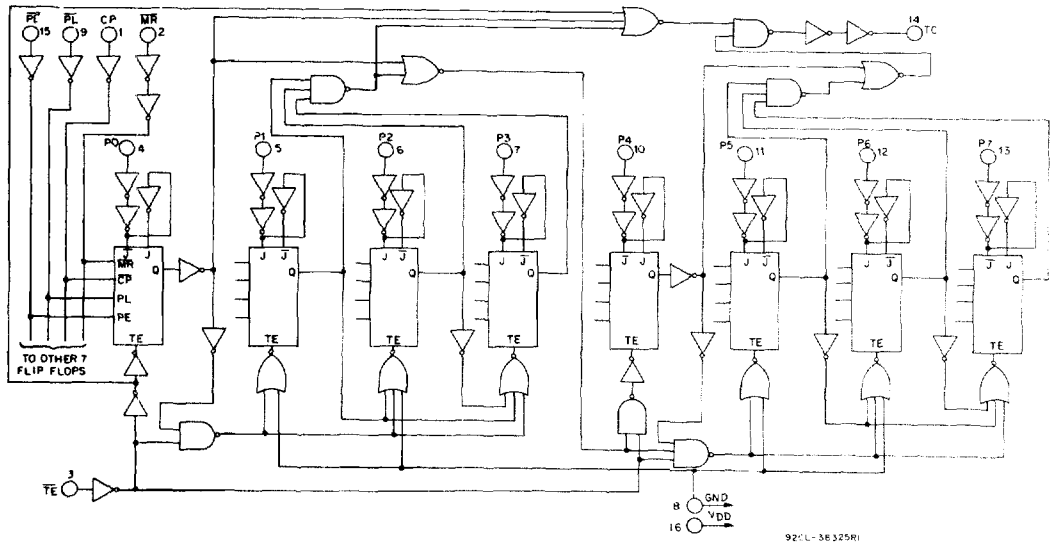 PL PL CP MR
15 9 1 2
14
TC
P0 4
P1 5
P2 6
P3 7
P4 10
P5 11
P6 12
P7 13
J J Q MR CP PL PE TE
J J Q TE
J J Q TE
J J Q TE
J J Q TE
J J Q TE
J J Q TE
J J Q TE
TO OTHER 7
FLIP FLOPS
3
TE
8 GND
16 VDD
92CL-38325RI